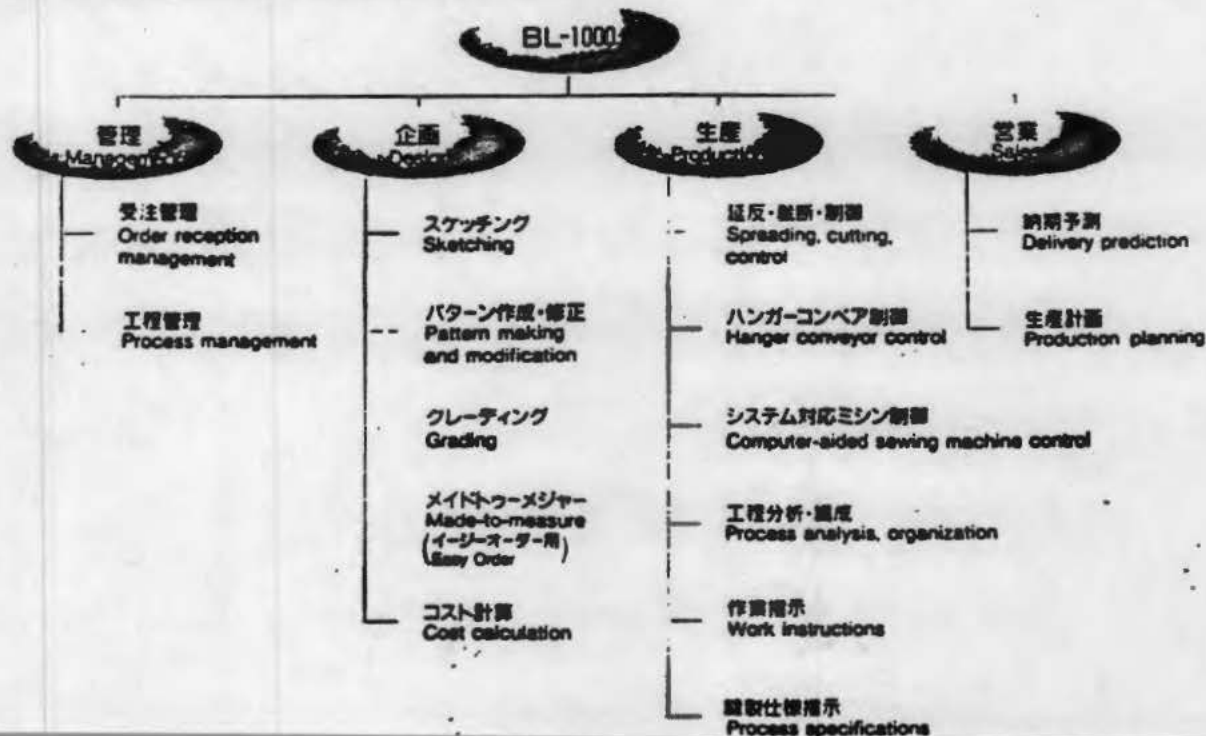 BL-1000
管理
Management
受注管理
Order reception
management
工程管理
Process management
企画
Design
スケッチング
Sketching
パターン作成・修正
Pattern making
and modification
クレーディング
Grading
メイドトゥーメジャー
Made-to-measure
(イージーオーダー用)
Easy Order
コスト計算
Cost calculation
生産
Production
延反・裁断・制御
Spreading, cutting,
control
ハンガーコンベア制御
Hanger conveyor control
システム対応ミシン制御
Computer-aided sewing machine control
工程分析・編成
Process analysis, organization
作業指示
Work instructions
縫製仕様指示
Process specifications
営業
Sales
納期予測
Delivery prediction
生産計画
Production planning